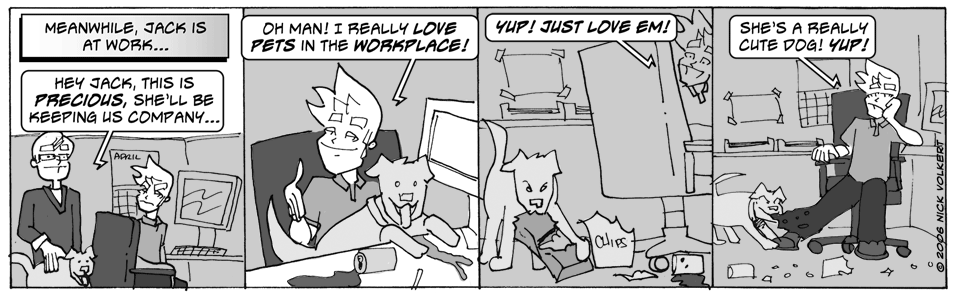 MEANWHILE, JACK IS
AT WORK...
HEY JACK, THIS IS
PRECIOUS, SHE'LL BE
KEEPING US COMPANY...
APRIL
OH MAN! I REALLY LOVE
PETS IN THE WORKPLACE!
YUP! JUST LOVE EM!
CHIPS
SHE'S A REALLY
CUTE DOG! YUP!
© 2006 NICK VOLKERT